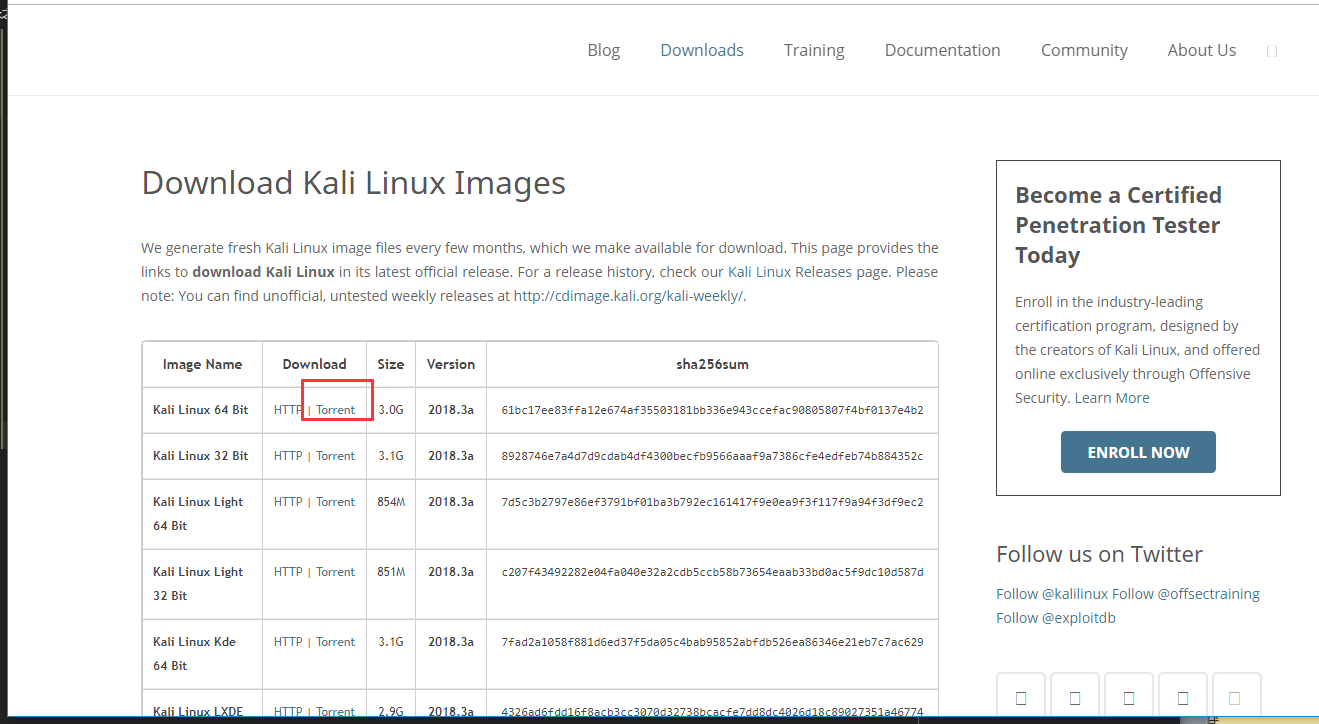 Blog Downloads Training Documentation Community About Us
Download Kali Linux Images
We generate fresh Kali Linux image files every few months, which we make available for download. This page provides the
links to download Kali Linux in its latest official release. For a release history, check our Kali Linux Releases page. Please
note: You can find unofficial, untested weekly releases at http://cdimage.kali.org/kali-weekly/.
Image Name Download Size Version sha256sum
Kali Linux 64 Bit HTTP | Torrent 3.0G 2018.3a 61bc17ee83ffa12e674af35503181bb336e943ccefac90805807f4bf0137e4b2
Kali Linux 32 Bit HTTP | Torrent 3.1G 2018.3a 8928746e7a4d7d9cdab4df4300becfb9566aaaf9a7386cfe4edfeb74b884352c
Kali Linux Light
64 Bit
HTTP | Torrent 854M 2018.3a 7d5c3b2797e86ef3791bf01ba3b792ec161417f9e0ea9f3f117f9a94f3df9ec2
Kali Linux Light
32 Bit
HTTP | Torrent 851M 2018.3a c207f43492282e04fa040e32a2cdb5ccb58b73654eaab33bd0ac5f9dc10d587d
Kali Linux Kde
64 Bit
HTTP | Torrent 3.1G 2018.3a 7fad2a1058f881d6ed37f5da05c4bab95852abfdb526ea86346e21eb7c7ac629
Kali Linux LXDE HTTP | Torrent 2.9G 2018.3a 4326ad6fdd16f8acb3cc3070d32738bcacfe7dd8dc4026d18c89027351a46774
Become a Certified
Penetration Tester
Today
Enroll in the industry-leading
certification program, designed by
the creators of Kali Linux, and offered
online exclusively through Offensive
Security. Learn More
ENROLL NOW
Follow us on Twitter
Follow @kalilinux Follow @offsectraining
Follow @exploitdb